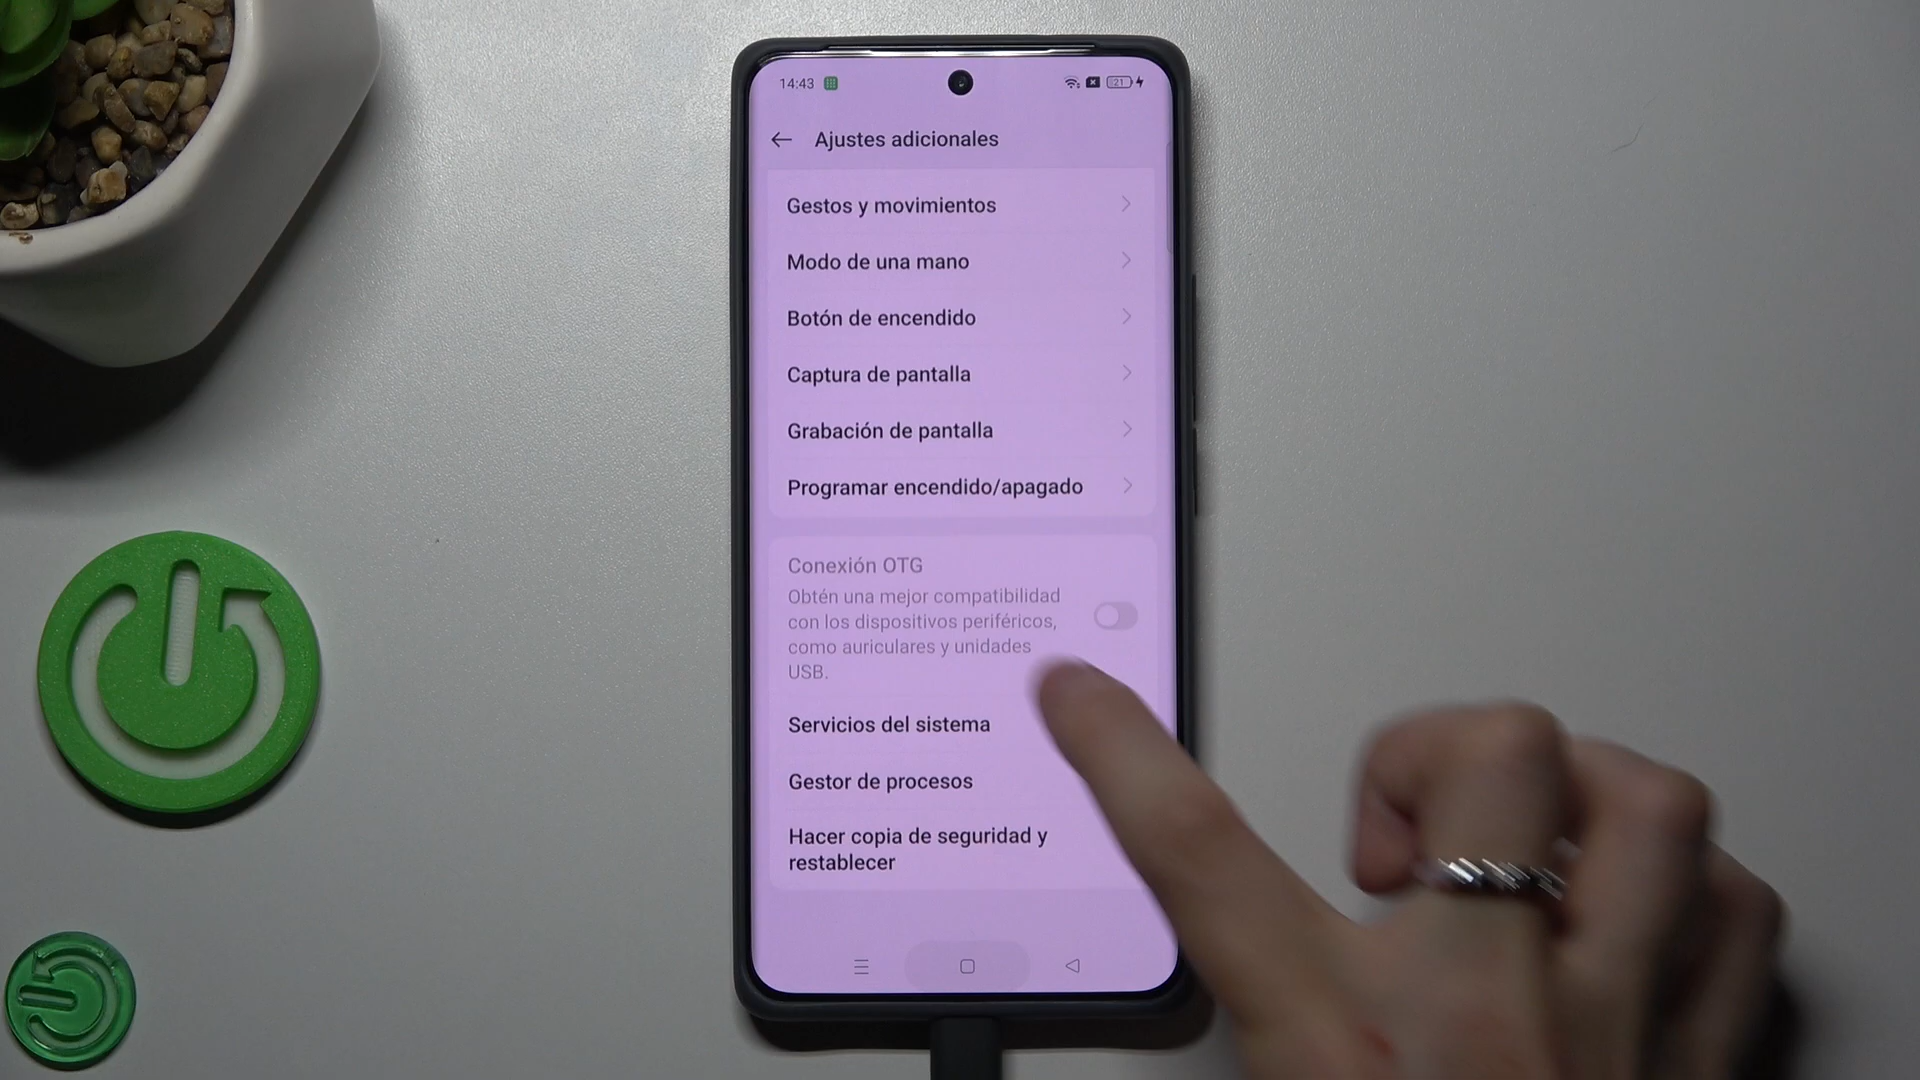 14:43
21
Ajustes adicionales
Gestos y movimientos
Modo de una mano
Botón de encendido
Captura de pantalla
Grabación de pantalla
Programar encendido/apagado
Conexión OTG
Obtén una mejor compatibilidad
con los dispositivos periféricos,
como auriculares y unidades
USB.
Servicios del sistema
Gestor de procesos
Hacer copia de seguridad y
restablecer